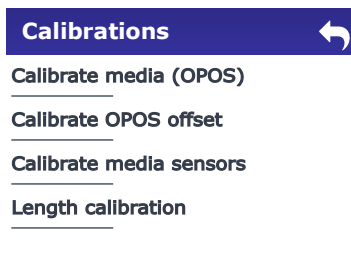 Calibrations
Calibrate media (OPOS)
Calibrate OPOS offset
Calibrate media sensors
Length calibration